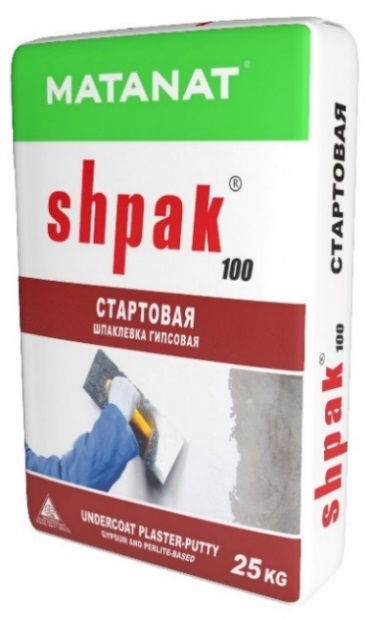 MATANAT®
shpak®
100
СТАРТОВАЯ
ШПАКЛЕВКА ГИПСОВАЯ
UNDERCOAT PLASTER-PUTTY
GYPSUM AND PERLITE-BASED
25 KG
shpak® 100 СТАРТОВАЯ